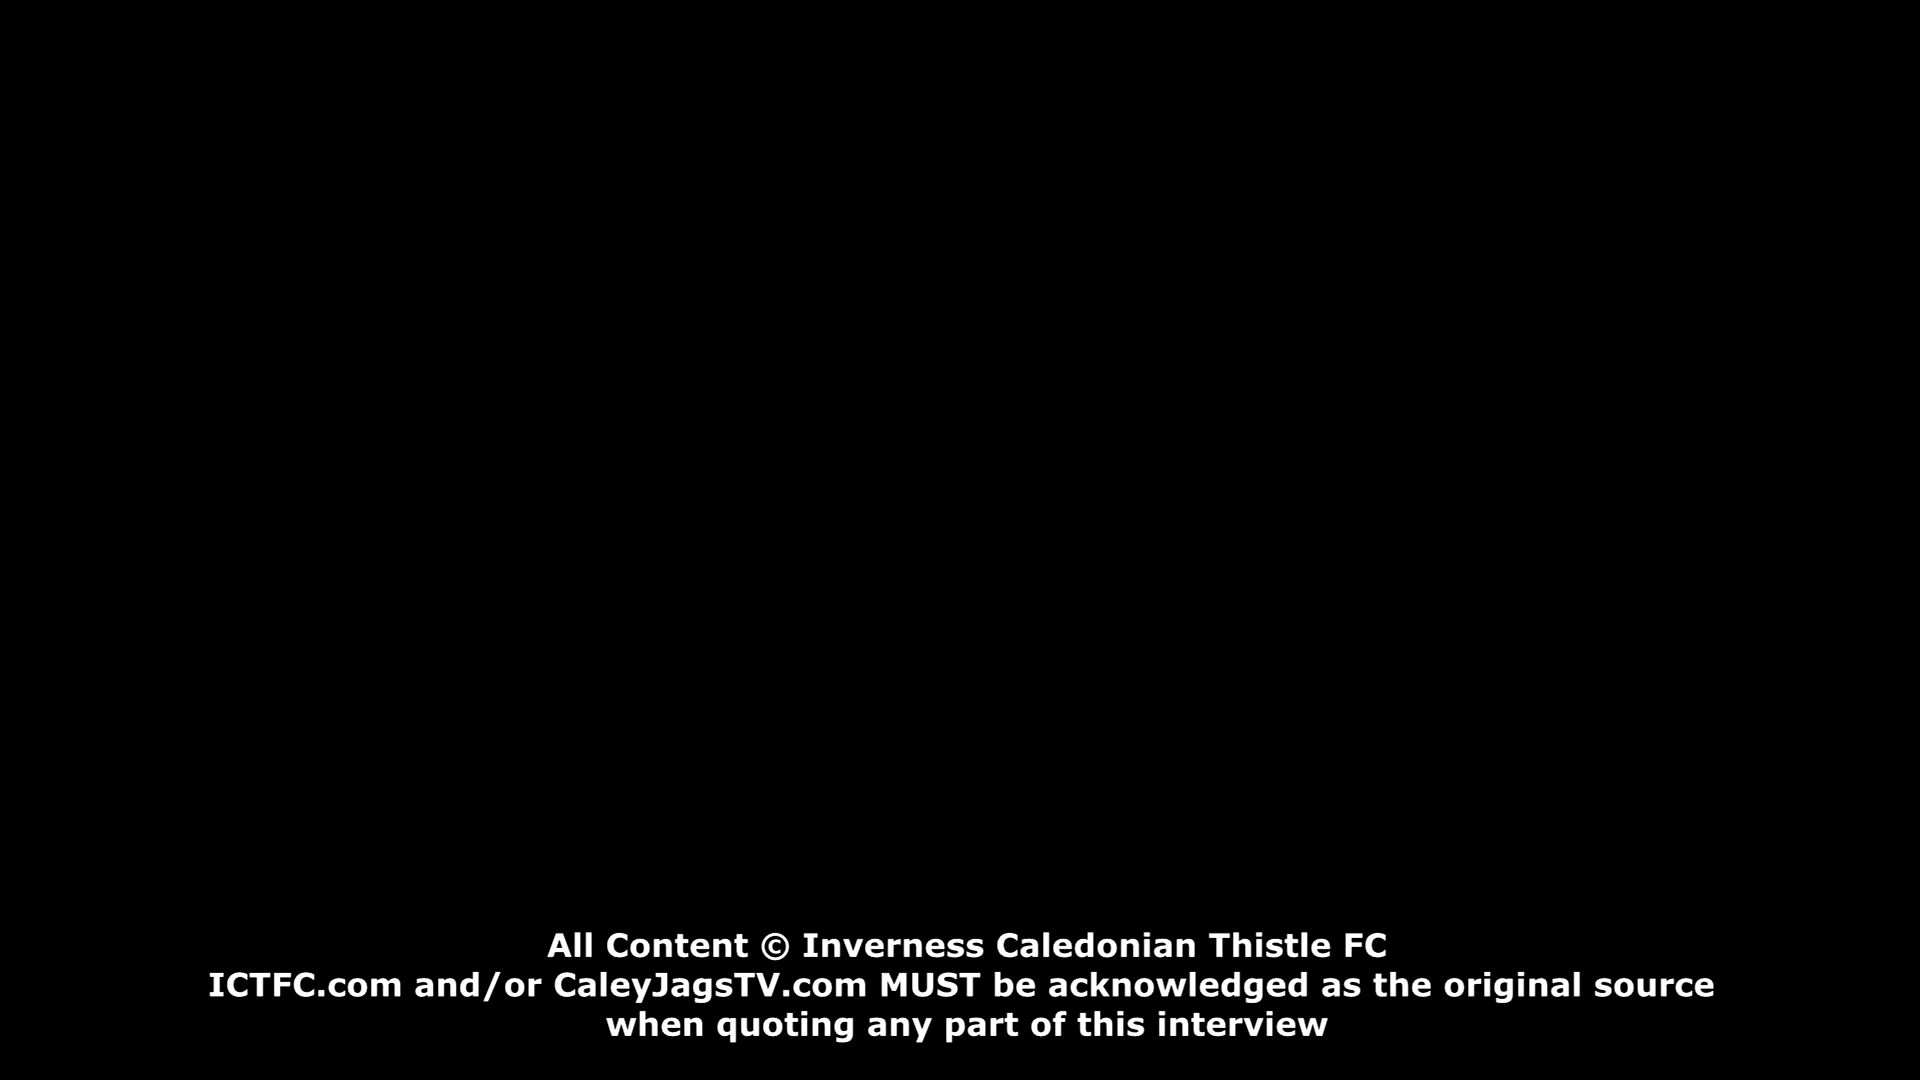 All Content © Inverness Caledonian Thistle FC
ICTFC.com and/or CaleyJagsTV.com MUST be acknowledged as the original source
when quoting any part of this interview